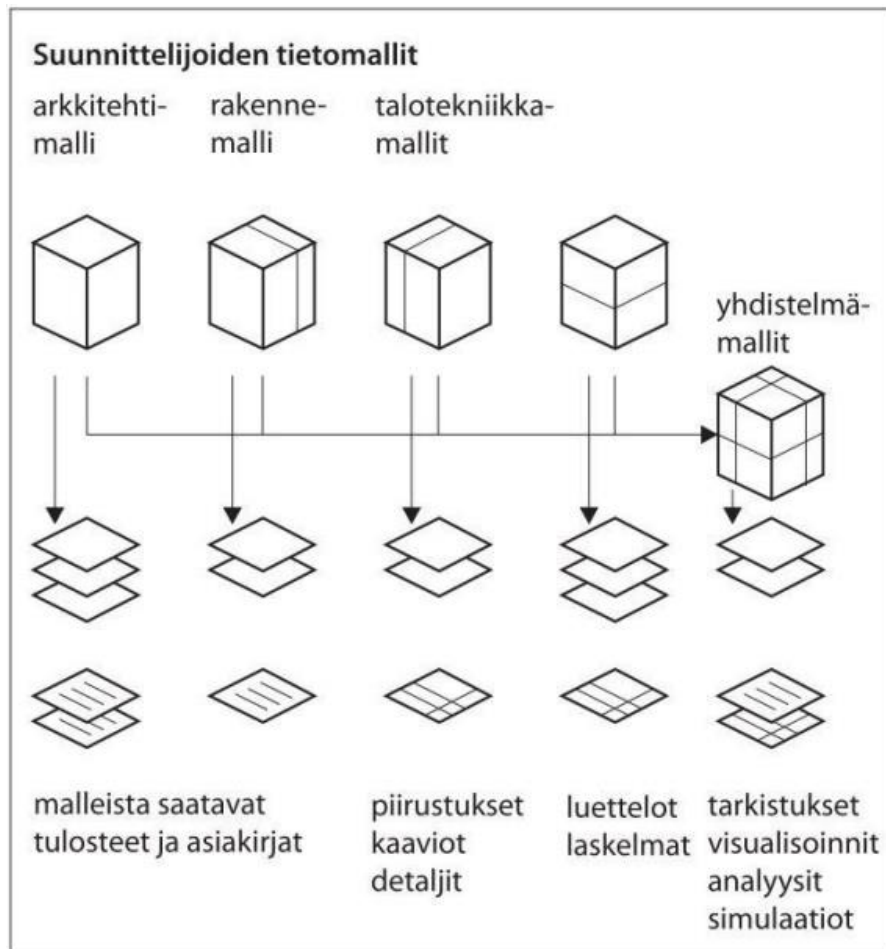 Suunnittelijoiden tietomallit
arkkitehti-
malli
rakenne-
malli
talotekniikka-
mallit
yhdistelmä-
mallit
malleista saatavat
tulosteet ja asiakirjat
piirustukset
kaaviot
detaljit
luettelot
laskelmat
tarkistukset
visualisoinnit
analyysit
simulaatiot